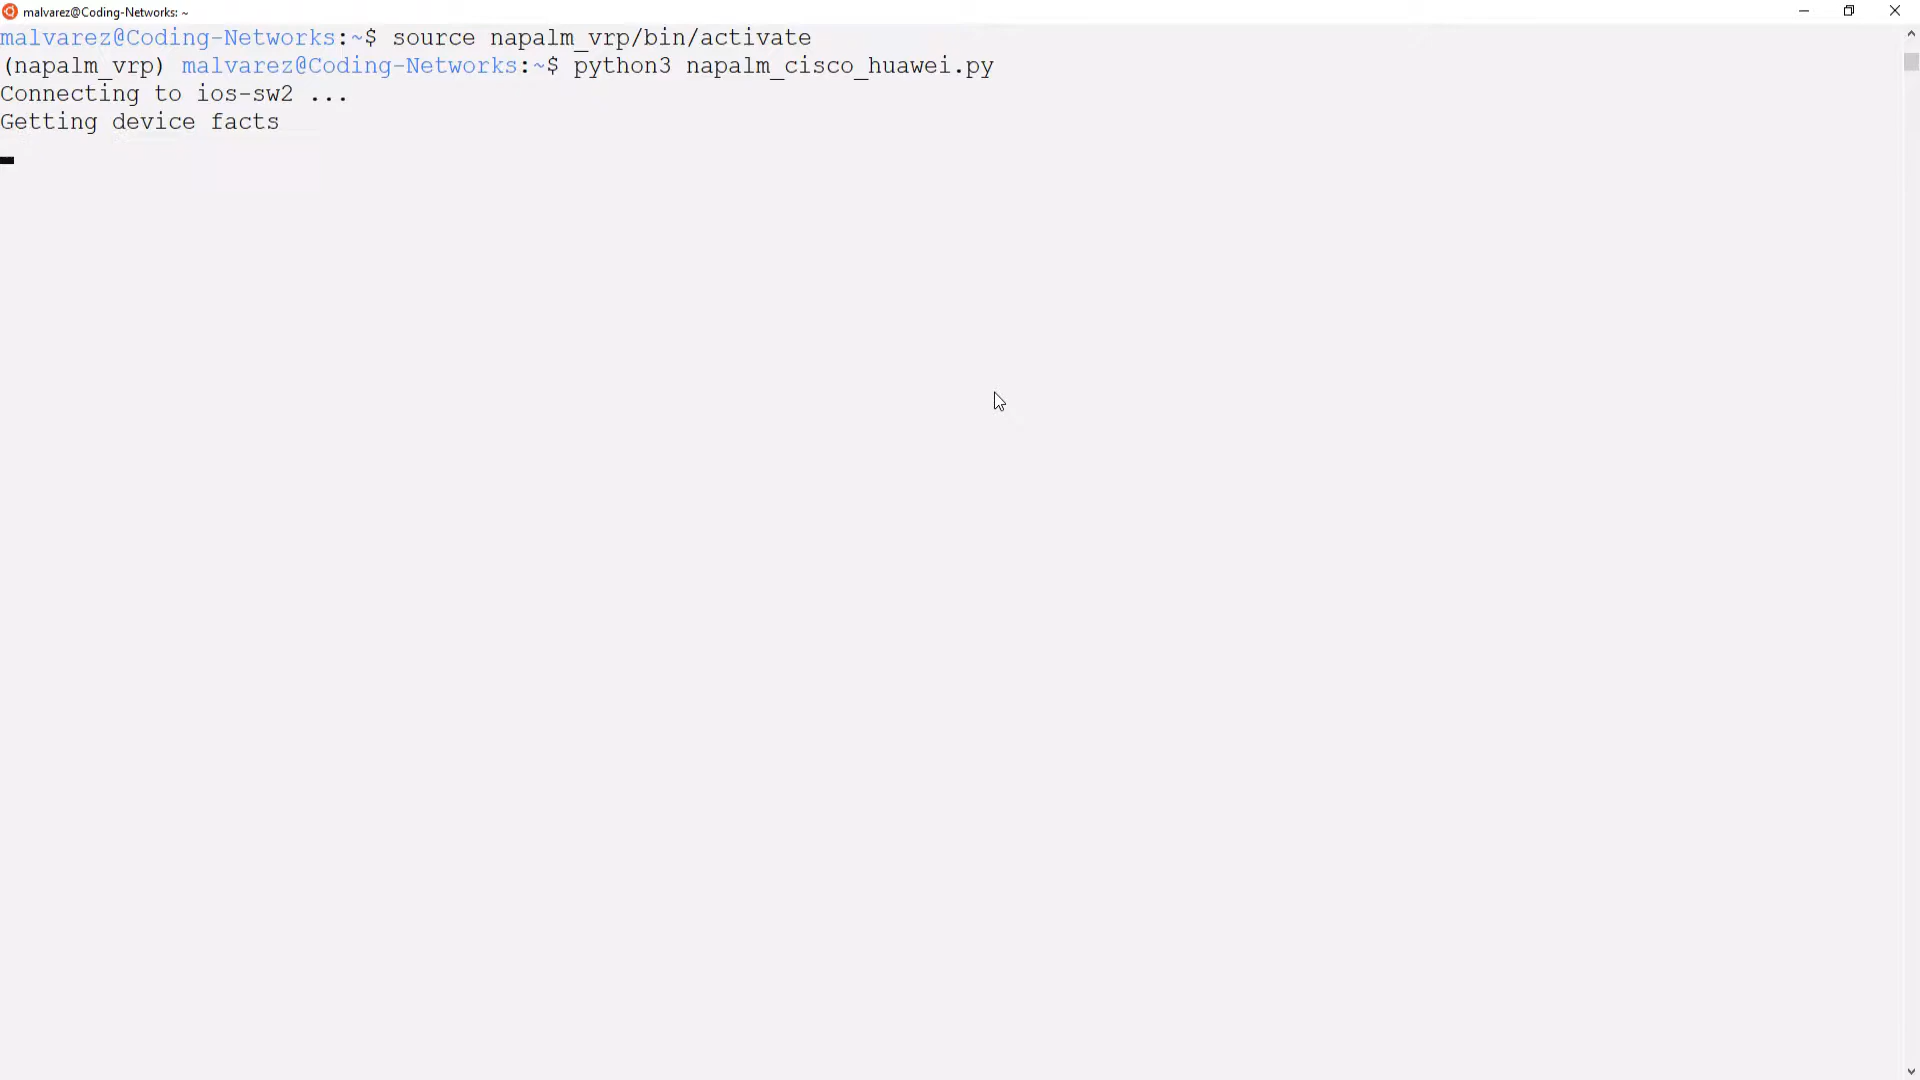 malvarez@Coding-Networks: ~
malvarez@Coding-Networks:~$ source napalm_vrp/bin/activate
(napalm_vrp) malvarez@Coding-Networks:~$ python3 napalm_cisco_huawei.py
Connecting to ios-sw2 ...
Getting device facts